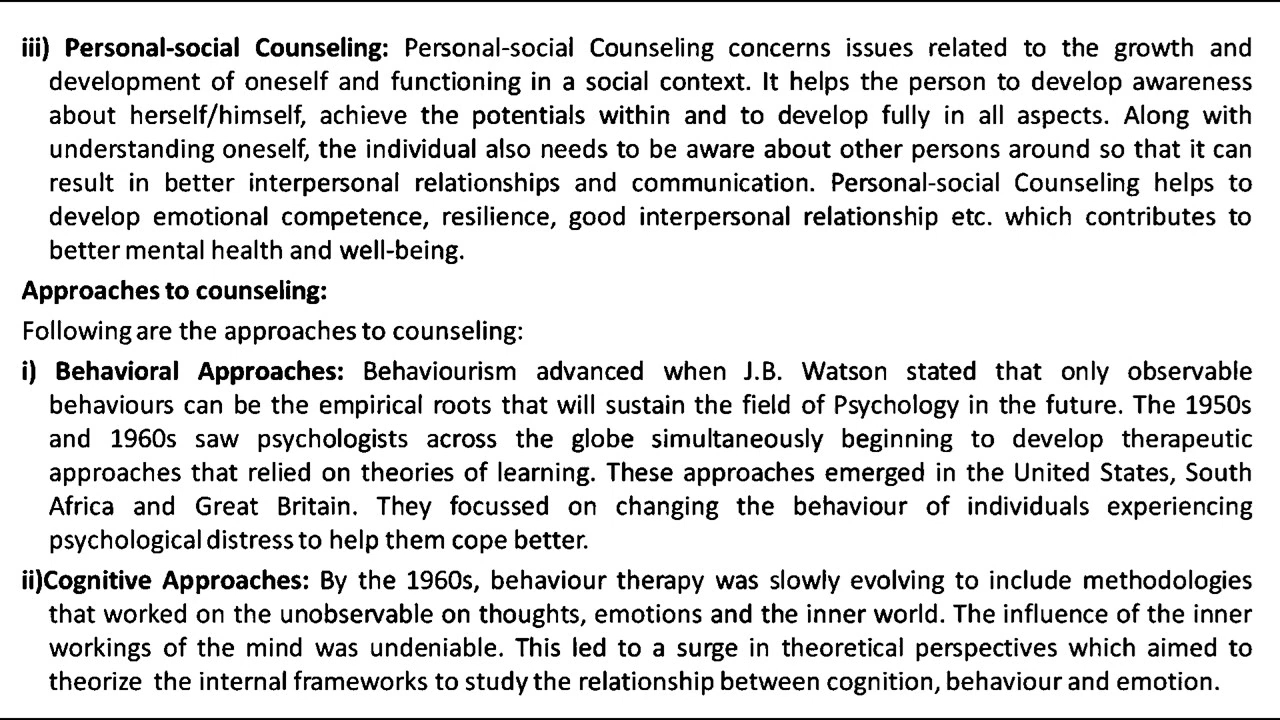 iii) Personal-social Counseling: Personal-social Counseling concerns issues related to the growth and
development of oneself and functioning in a social context. It helps the person to develop awareness
about herself/himself, achieve the potentials within and to develop fully in all aspects. Along with
understanding oneself, the individual also needs to be aware about other persons around so that it can
result in better interpersonal relationships and communication. Personal-social Counseling helps to
develop emotional competence, resilience, good interpersonal relationship etc. which contributes to
better mental health and well-being.
Approaches to counseling:
Following are the approaches to counseling:
i) Behavioral Approaches: Behaviourism advanced when J.B. Watson stated that only observable
behaviours can be the empirical roots that will sustain the field of Psychology in the future. The 1950s
and 1960s saw psychologists across the globe simultaneously beginning to develop therapeutic
approaches that relied on theories of learning. These approaches emerged in the United States, South
Africa and Great Britain. They focussed on changing the behaviour of individuals experiencing
psychological distress to help them cope better.
ii)Cognitive Approaches: By the 1960s, behaviour therapy was slowly evolving to include methodologies
that worked on the unobservable on thoughts, emotions and the inner world. The influence of the inner
workings of the mind was undeniable. This led to a surge in theoretical perspectives which aimed to
theorize the internal frameworks to study the relationship between cognition, behaviour and emotion.